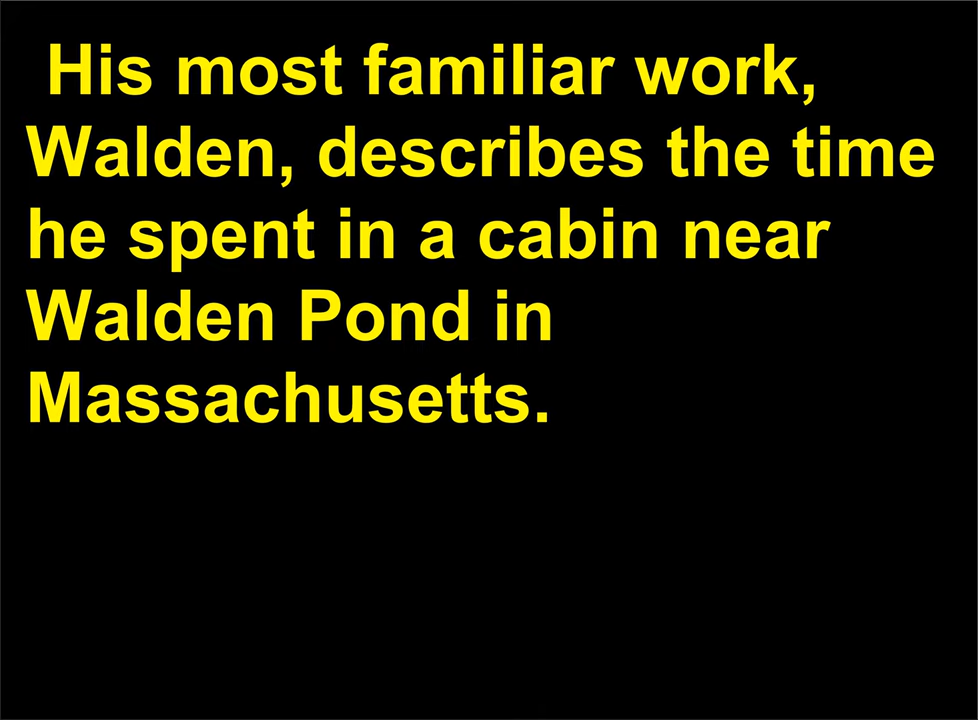 His most familiar work,
Walden, describes the time
he spent in a cabin near
Walden Pond in
Massachusetts.